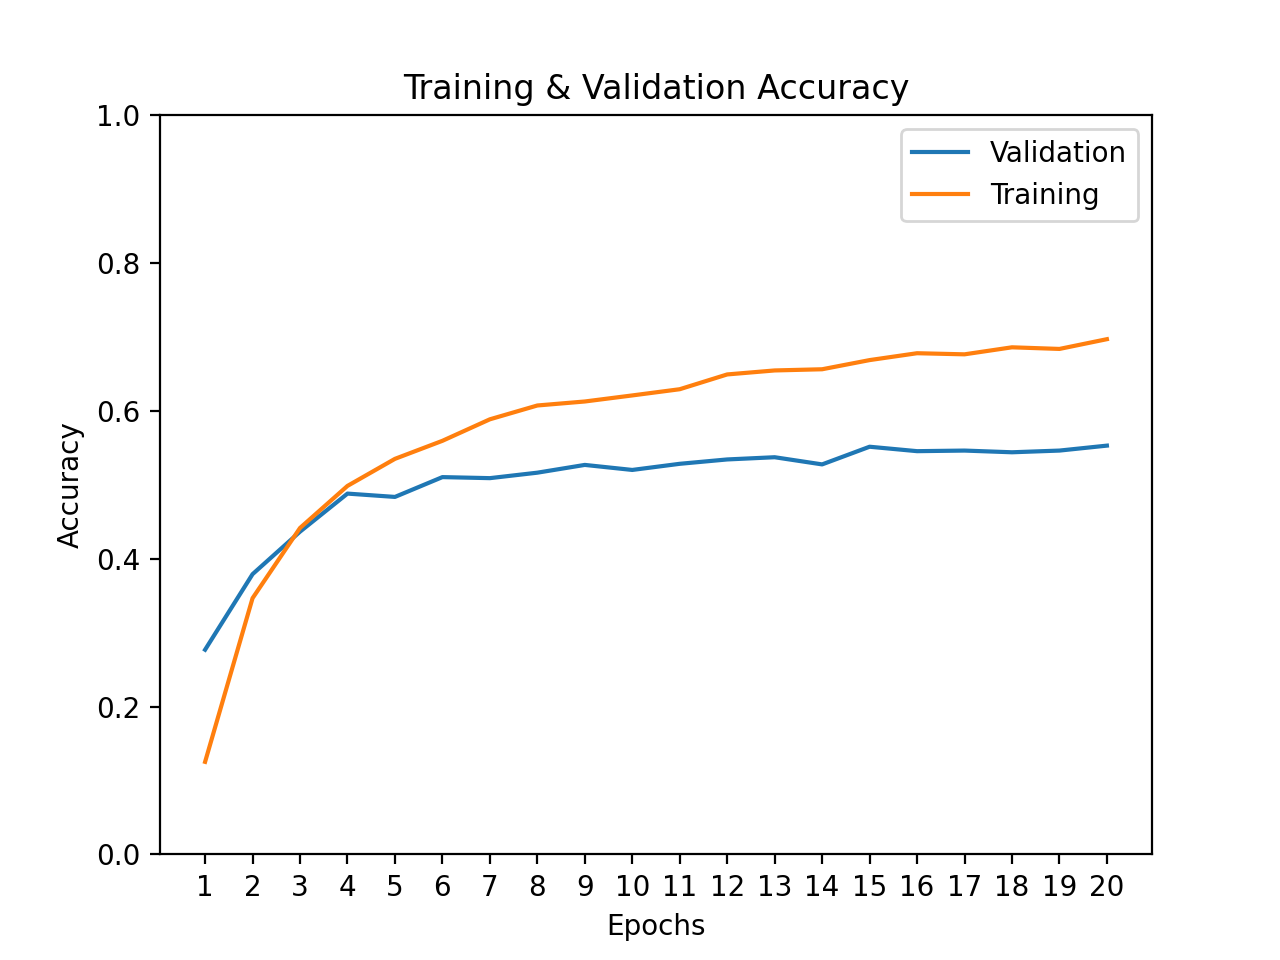 Training & Validation Accuracy
1.0
0.8
0.6
0.4
0.2
0.0
Accuracy
Validation
Training
1 2 3 4 5 6 7 8 9 10 11 12 13 14 15 16 17 18 19 20
Epochs